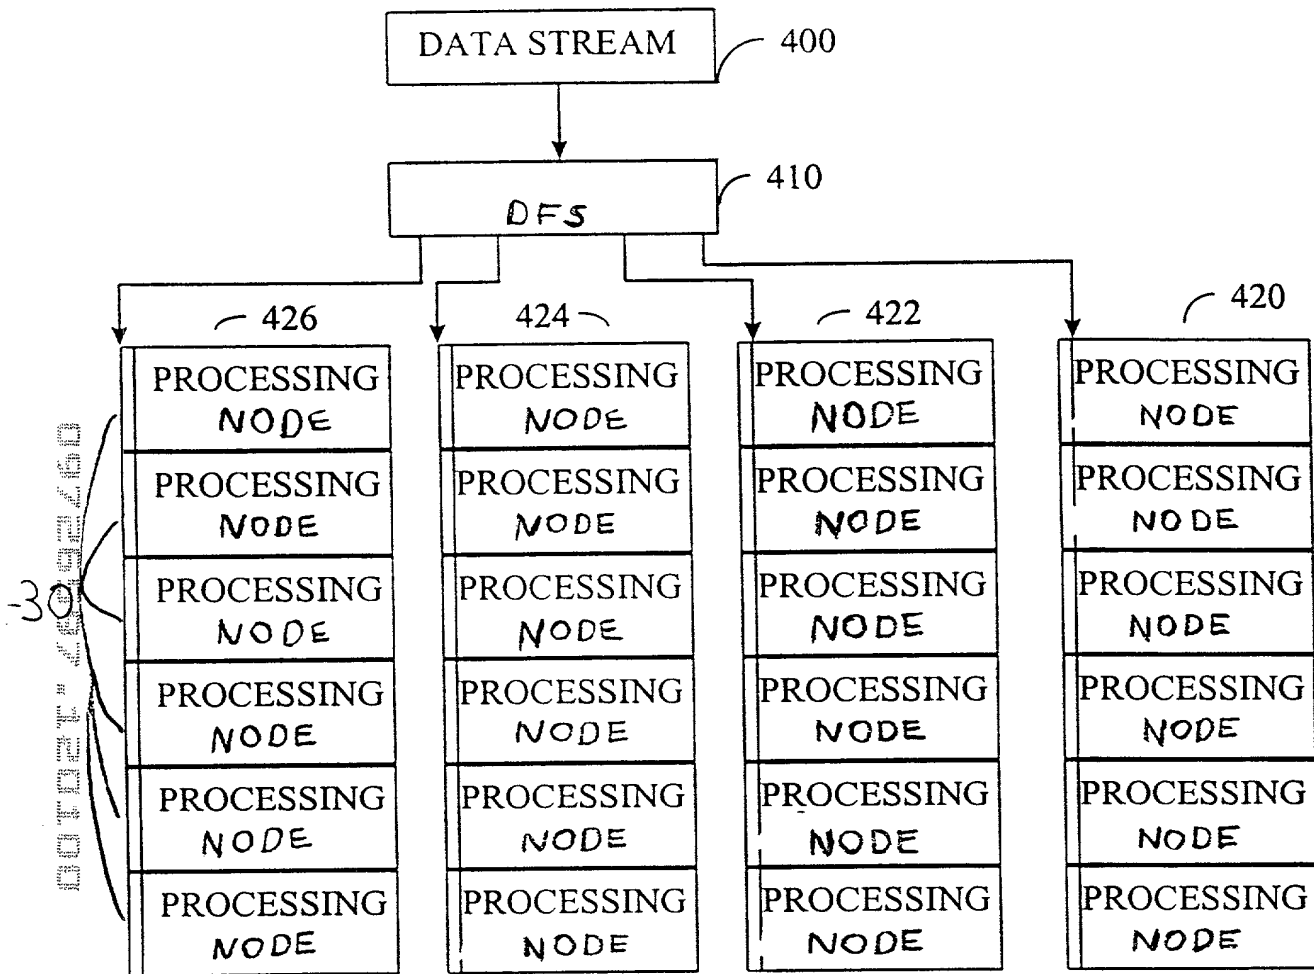 DATA STREAM
400
410
DFS
426
424
422
420
PROCESSING PROCESSING PROCESSING PROCESSING
NODE NODE NODE NODE
PROCESSING PROCESSING PROCESSING PROCESSING
NODE NODE NODE NODE
-30
PROCESSING PROCESSING PROCESSING PROCESSING
NODE NODE NODE NODE
PROCESSING PROCESSING PROCESSING PROCESSING
NODE NODE NODE NODE
PROCESSING PROCESSING PROCESSING PROCESSING
NODE NODE NODE NODE
PROCESSING PROCESSING PROCESSING PROCESSING
NODE NODE NODE NODE